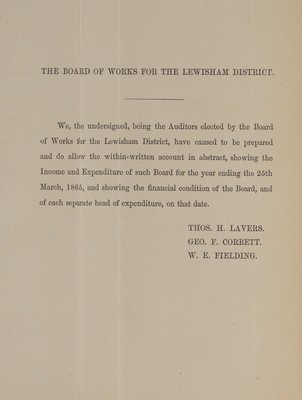 THE BOARD OF WORKS FOR THE LEWISHAM DISTRICT.
We, the undersigned, being the Auditors elected by the Board
of Works for the Lewisham District, have caused to be prepared
and do allow the within-written account in abstract, showing the
Income and Expenditure of such Board for the year ending the 25th
March, 1865, and showing the financial condition of the Board, and
of each separate head of expenditure, on that date.
THOS. H. LAVERS.
GEO. F. CORBETT.
W. E. FIELDING.